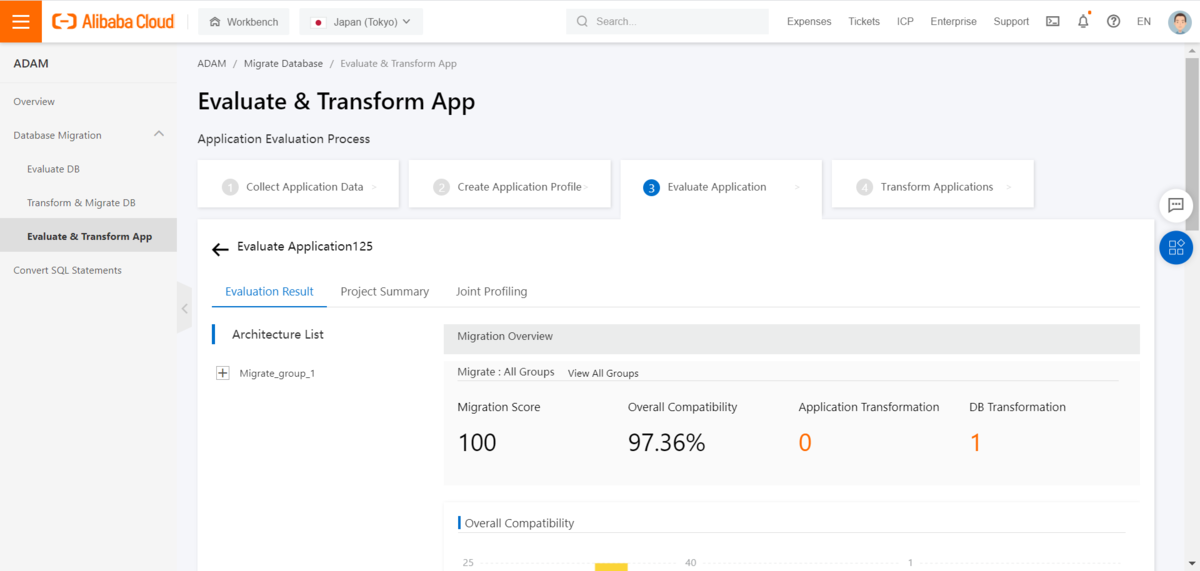 Alibaba Cloud
Workbench
Japan (Tokyo)
Search...
Expenses
Tickets
ICP
Enterprise
Support
EN
ADAM
Overview
Database Migration
Evaluate DB
Transform & Migrate DB
Evaluate & Transform App
Convert SQL Statements
ADAM / Migrate Database / Evaluate & Transform App
Evaluate & Transform App
Application Evaluation Process
1 Collect Application Data >
2 Create Application Profile >
3 Evaluate Application >
4 Transform Applications >
Evaluate Application125
Evaluation Result
Project Summary
Joint Profiling
Architecture List
Migrate_group_1
Migration Overview
Migrate : All Groups View All Groups
Migration Score
100
Overall Compatibility
97.36%
Application Transformation
0
DB Transformation
1
Overall Compatibility
25
40
1